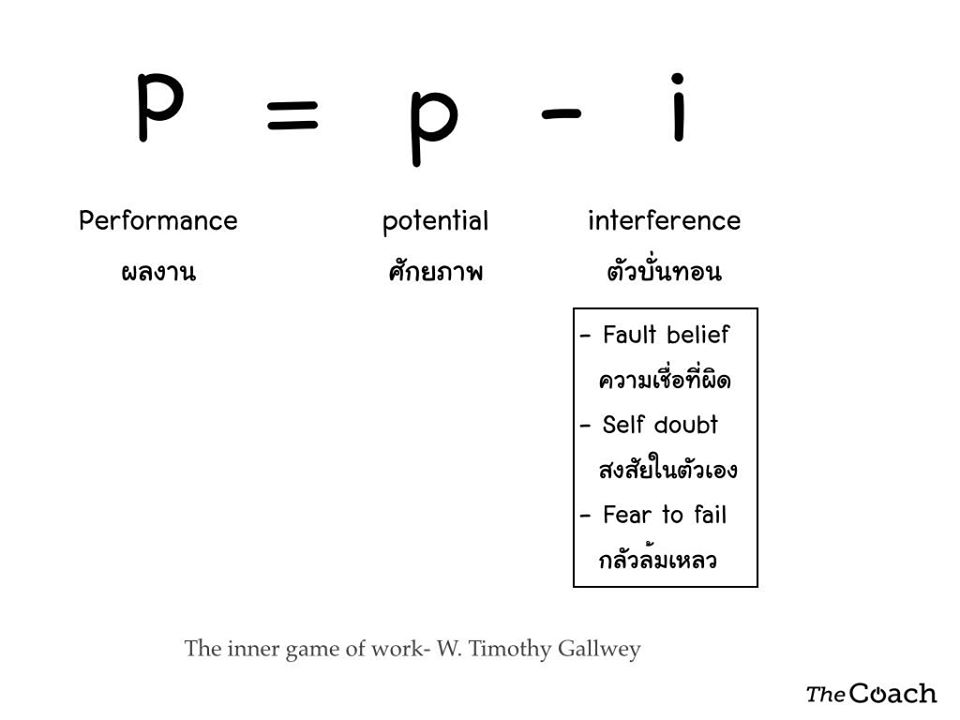 P = p - i
Performance potential interference
ผลงาน ศักยภาพ ตัวบั่นทอน
- Fault belief
ความเชื่อที่ผิด
- Self doubt
สงสัยในตัวเอง
- Fear to fail
กลัวล้มเหลว
The inner game of work- W. Timothy Gallwey
The Coach